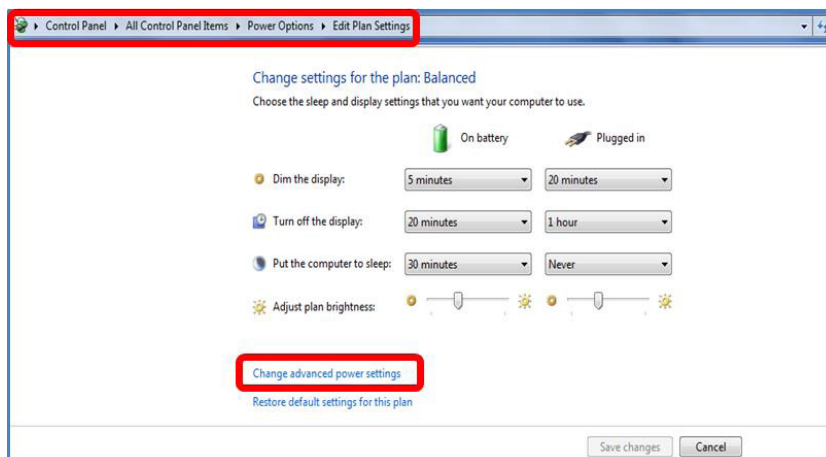 Control Panel ▸ All Control Panel Items ▸ Power Options ▸ Edit Plan Settings
Change settings for the plan: Balanced
Choose the sleep and display settings that you want your computer to use.
On battery Plugged in
Dim the display: 5 minutes 20 minutes
Turn off the display: 20 minutes 1 hour
Put the computer to sleep: 30 minutes Never
Adjust plan brightness:
Change advanced power settings
Restore default settings for this plan
Save changes Cancel